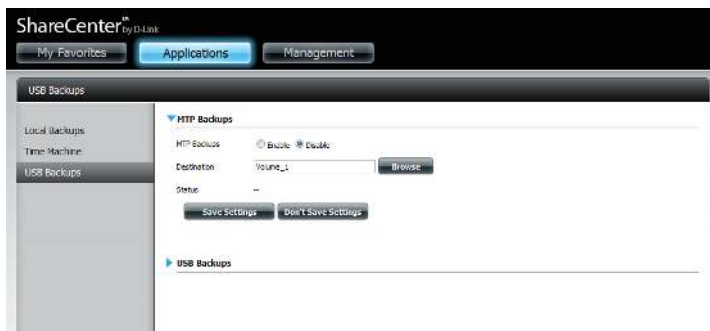 ShareCenter™ by D-Link
My Favorites Applications Management
USB Backups
Local Backups
Time Machine
USB Backups
MTP Backups
MTP Backups Enable Disable
Destination Volume_1 Browse
Status --
Save Settings Don't Save Settings
USB Backups